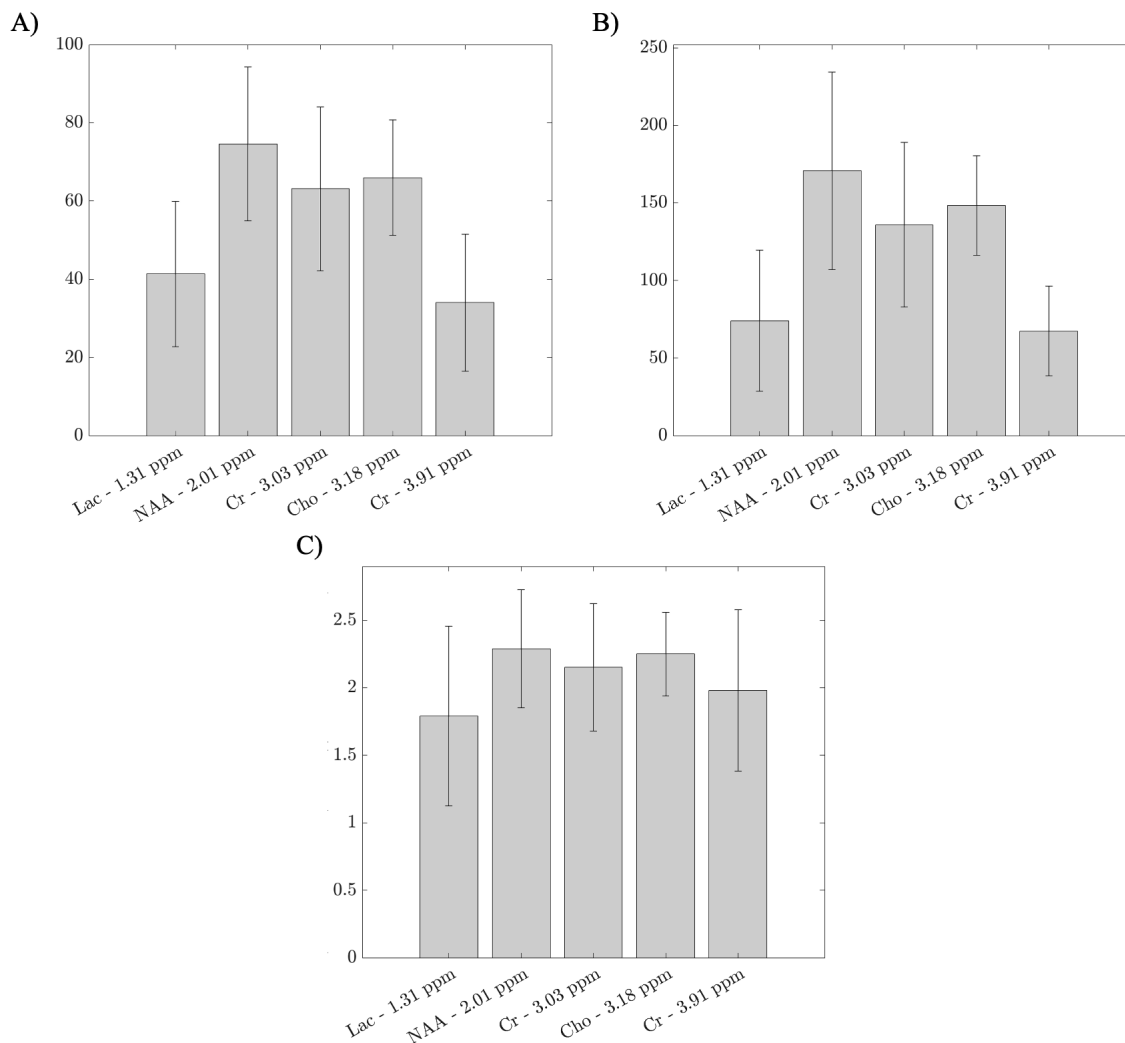 A)
100
80
60
40
20
0
Lac - 1.31 ppm
NAA - 2.01 ppm
Cr - 3.03 ppm
Cho - 3.18 ppm
Cr - 3.91 ppm
B)
250
200
150
100
50
0
Lac - 1.31 ppm
NAA - 2.01 ppm
Cr - 3.03 ppm
Cho - 3.18 ppm
Cr - 3.91 ppm
C)
2.5
2
1.5
1
0.5
0
Lac - 1.31 ppm
NAA - 2.01 ppm
Cr - 3.03 ppm
Cho - 3.18 ppm
Cr - 3.91 ppm